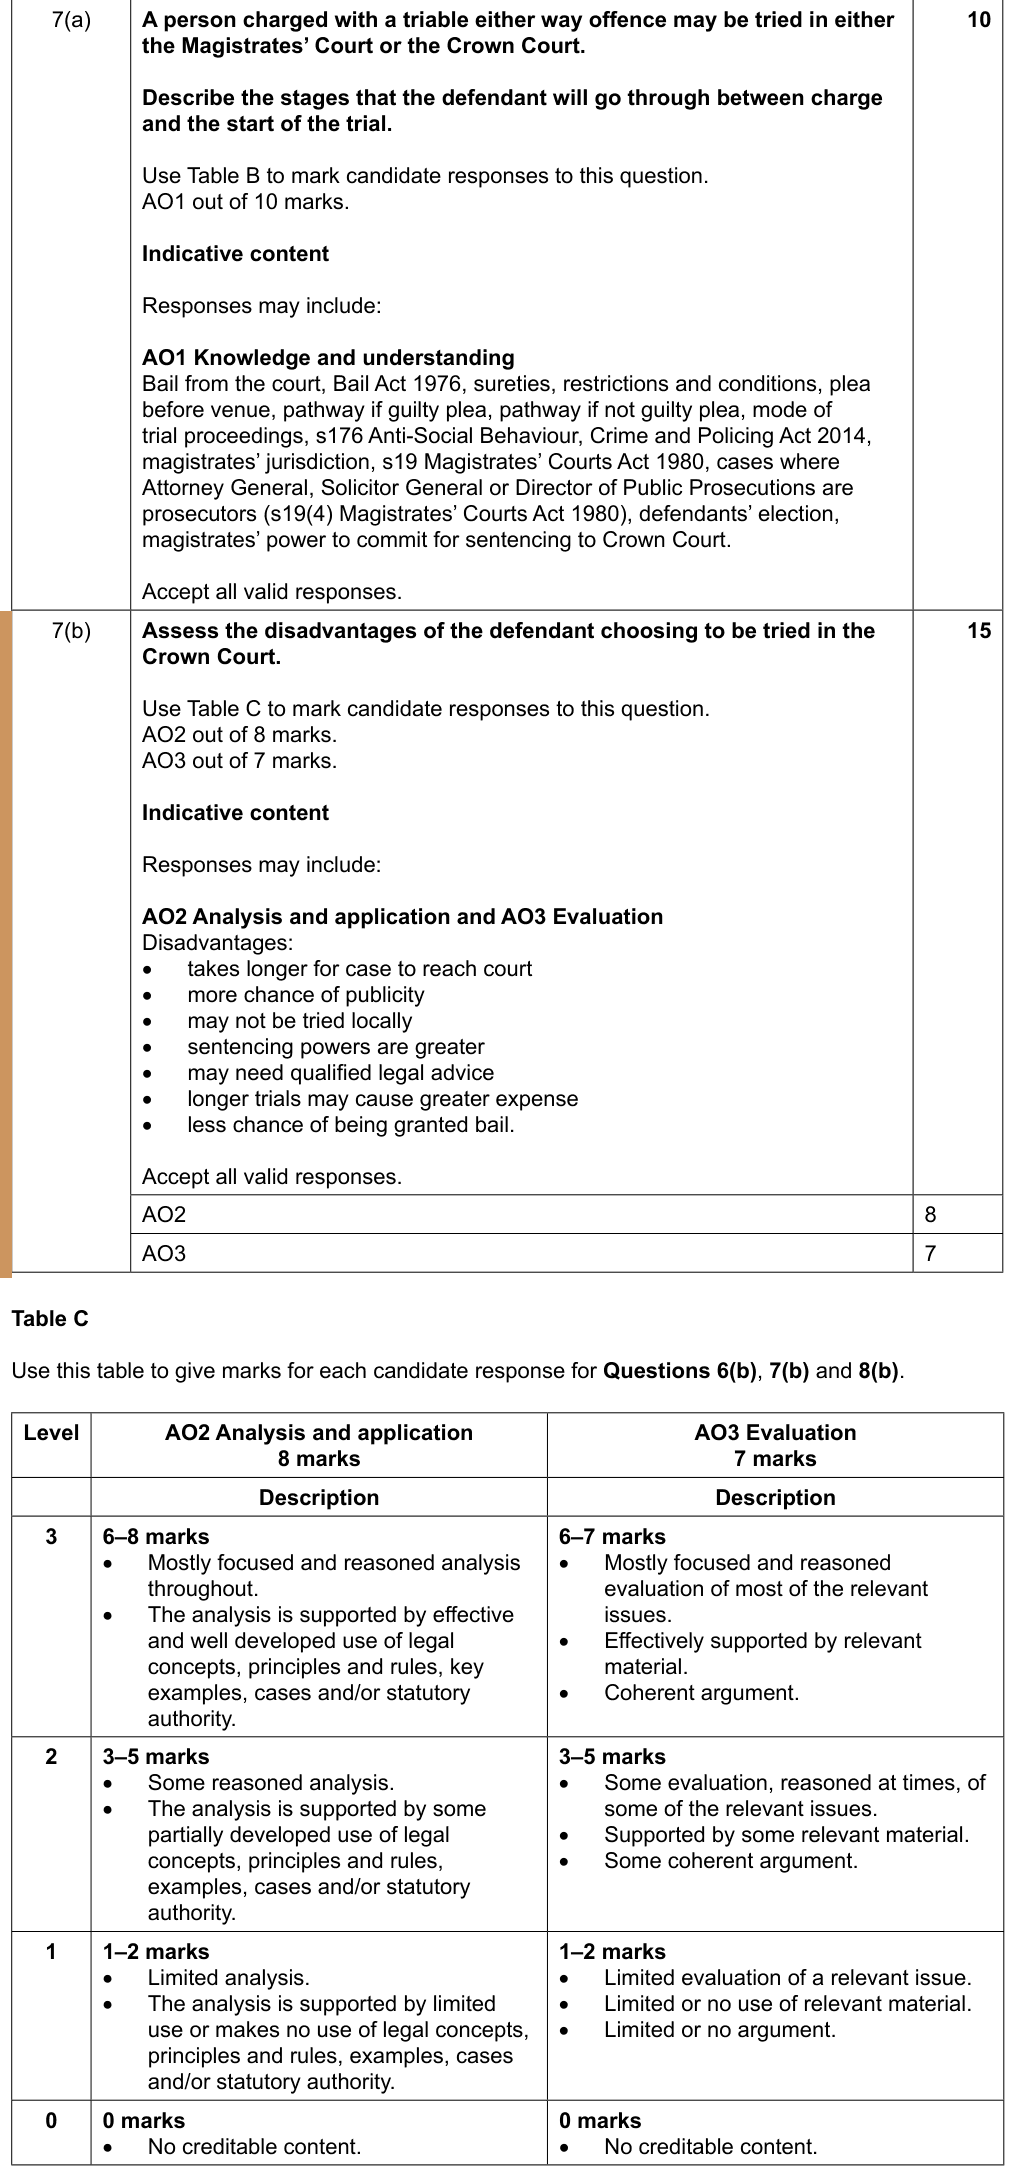 7(a)
A person charged with a triable either way offence may be tried in either
the Magistrates’ Court or the Crown Court.
10
Describe the stages that the defendant will go through between charge
and the start of the trial.
Use Table B to mark candidate responses to this question.
AO1 out of 10 marks.
Indicative content
Responses may include:
AO1 Knowledge and understanding
Bail from the court, Bail Act 1976, sureties, restrictions and conditions, plea
before venue, pathway if guilty plea, pathway if not guilty plea, mode of
trial proceedings, s176 Anti-Social Behaviour, Crime and Policing Act 2014,
magistrates’ jurisdiction, s19 Magistrates’ Courts Act 1980, cases where
Attorney General, Solicitor General or Director of Public Prosecutions are
prosecutors (s19(4) Magistrates’ Courts Act 1980), defendants’ election,
magistrates’ power to commit for sentencing to Crown Court.
Accept all valid responses.
7(b)
Assess the disadvantages of the defendant choosing to be tried in the
Crown Court.
15
Use Table C to mark candidate responses to this question.
AO2 out of 8 marks.
AO3 out of 7 marks.
Indicative content
Responses may include:
AO2 Analysis and application and AO3 Evaluation
Disadvantages:
• takes longer for case to reach court
• more chance of publicity
• may not be tried locally
• sentencing powers are greater
• may need qualified legal advice
• longer trials may cause greater expense
• less chance of being granted bail.
Accept all valid responses.
AO2 8
AO3 7
Table C
Use this table to give marks for each candidate response for Questions 6(b), 7(b) and 8(b).
Level
AO2 Analysis and application
8 marks
AO3 Evaluation
7 marks
Description
Description
3
6–8 marks
• Mostly focused and reasoned analysis
throughout.
• The analysis is supported by effective
and well developed use of legal
concepts, principles and rules, key
examples, cases and/or statutory
authority.
6–7 marks
• Mostly focused and reasoned
evaluation of most of the relevant
issues.
• Effectively supported by relevant
material.
• Coherent argument.
2
3–5 marks
• Some reasoned analysis.
• The analysis is supported by some
partially developed use of legal
concepts, principles and rules,
examples, cases and/or statutory
authority.
3–5 marks
• Some evaluation, reasoned at times, of
some of the relevant issues.
• Supported by some relevant material.
• Some coherent argument.
1
1–2 marks
• Limited analysis.
• The analysis is supported by limited
use or makes no use of legal concepts,
principles and rules, examples, cases
and/or statutory authority.
1–2 marks
• Limited evaluation of a relevant issue.
• Limited or no use of relevant material.
• Limited or no argument.
0
0 marks
• No creditable content.
0 marks
• No creditable content.